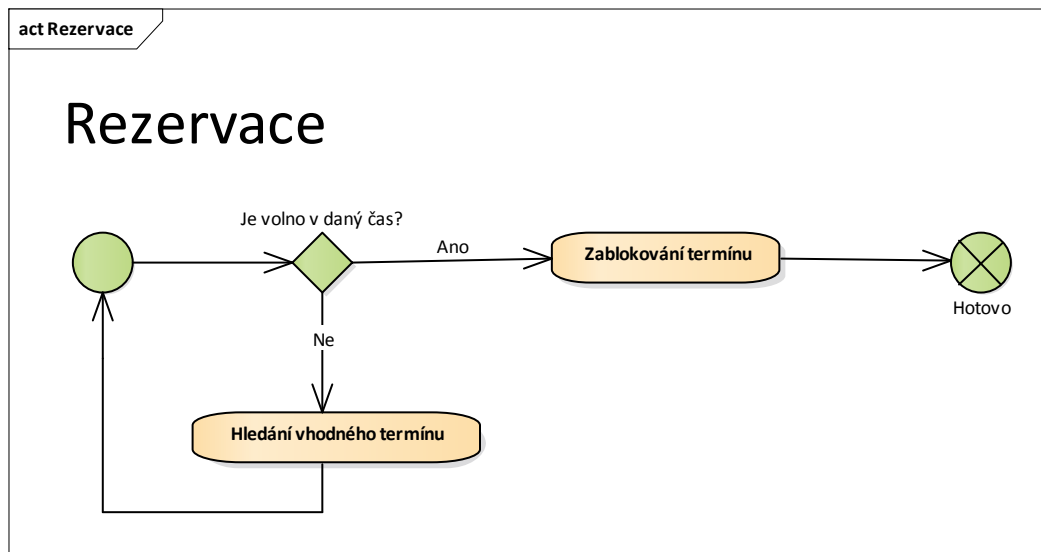 act Rezervace
Rezervace
Je volno v daný čas?
Ano
Zablokování termínu
Hotovo
Ne
Hledání vhodného termínu